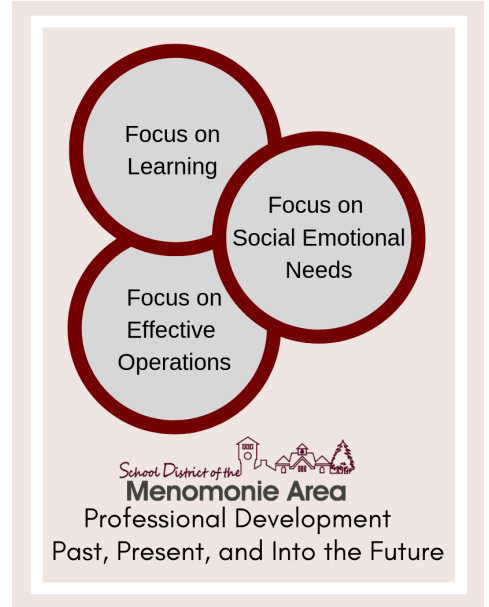 Focus on
Learning
Focus on
Social Emotional
Needs
Focus on
Effective
Operations
School District of the
Menomonie Area
Professional Development
Past, Present, and Into the Future